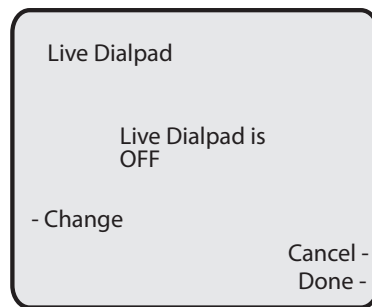 Live Dialpad
Live Dialpad is
OFF
- Change
Cancel -
Done -